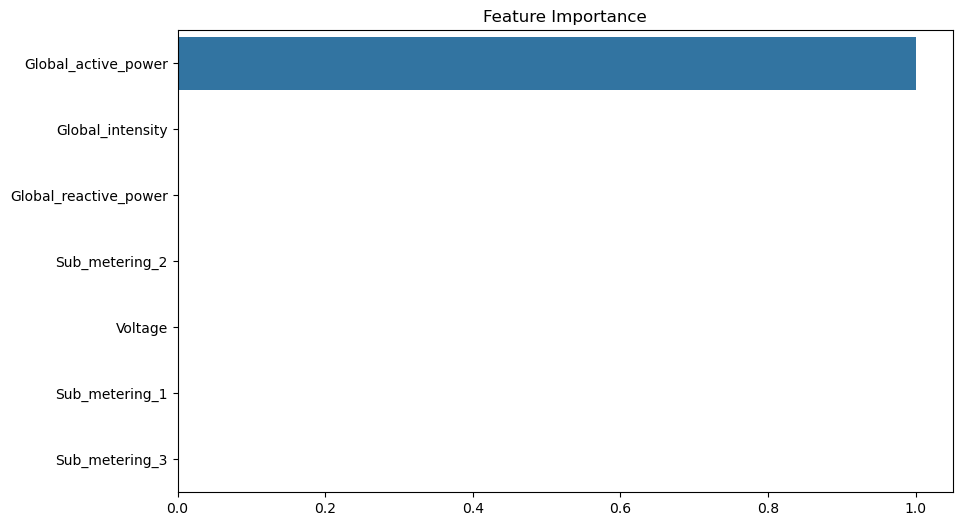 Feature Importance
Global_active_power
Global_intensity
Global_reactive_power
Sub_metering_2
Voltage
Sub_metering_1
Sub_metering_3
0.0 0.2 0.4 0.6 0.8 1.0